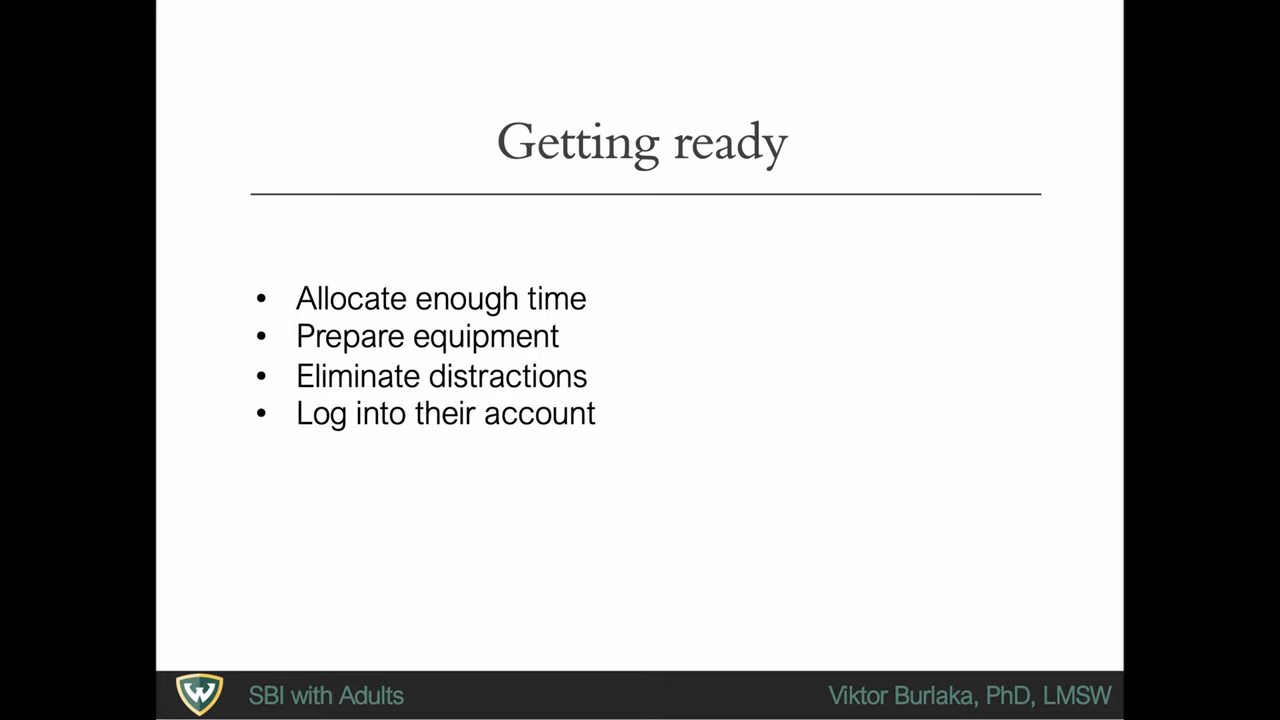 Getting ready
• Allocate enough time
• Prepare equipment
• Eliminate distractions
• Log into their account
W
SBI with Adults
Viktor Burlaka, PhD, LMSW